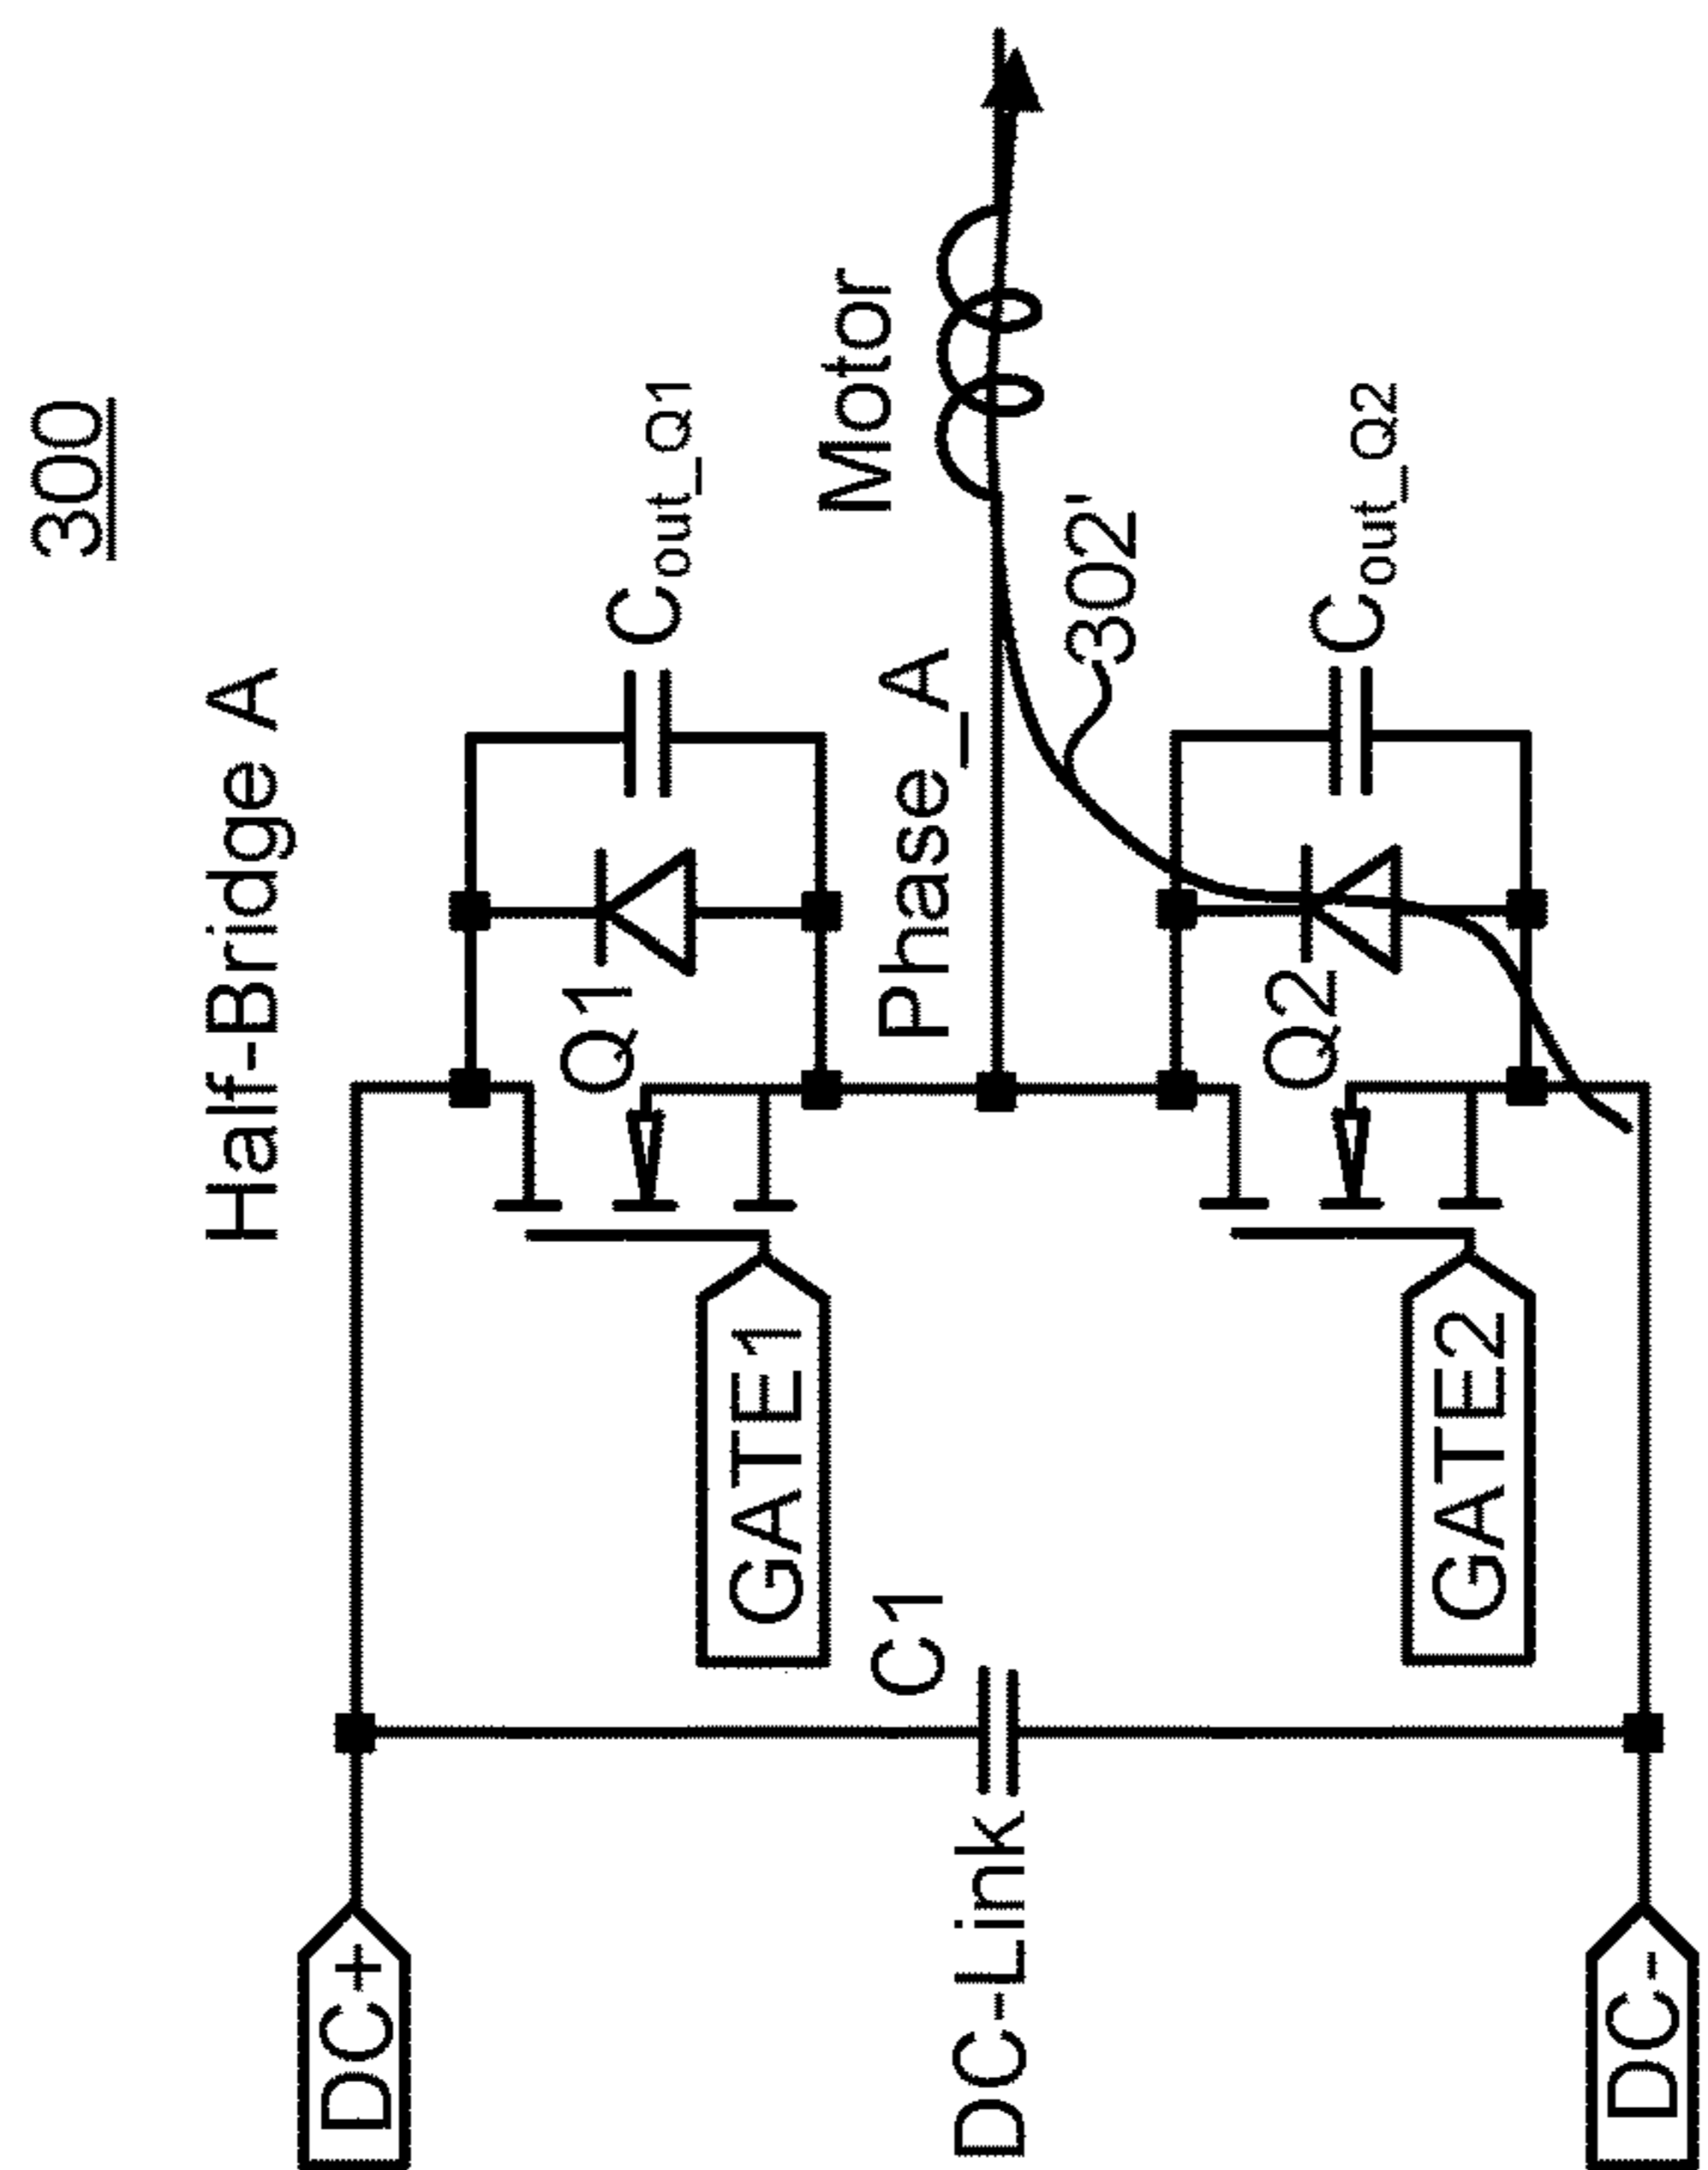 300
Half-Bridge A
DC+
Q1
C_out_Q1
GATE1
Motor
Phase_A
C1
DC-Link
302'
Q2
C_out_Q2
GATE2
DC-